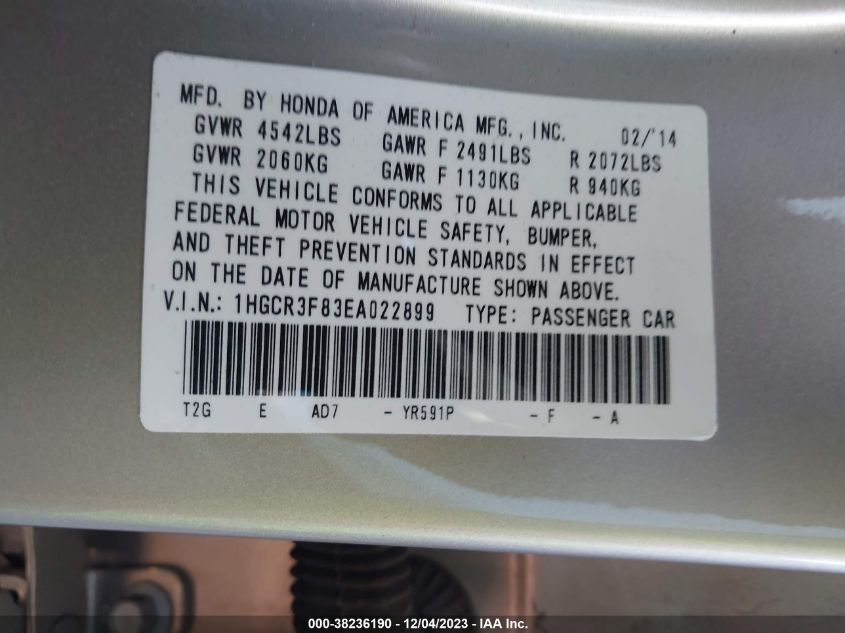 MFD. BY HONDA OF AMERICA MFG., INC. 02/'14
GVWR 4542LBS GAWR F 2491LBS R 2072LBS
GVWR 2060KG GAWR F 1130KG R 940KG
THIS VEHICLE CONFORMS TO ALL APPLICABLE
FEDERAL MOTOR VEHICLE SAFETY, BUMPER,
AND THEFT PREVENTION STANDARDS IN EFFECT
ON THE DATE OF MANUFACTURE SHOWN ABOVE.
V.I.N.: 1HGCR3F83EA022899 TYPE: PASSENGER CAR
T2G E AD7 - YR591P - F - A
000-38236190 - 12/04/2023 - IAA Inc.